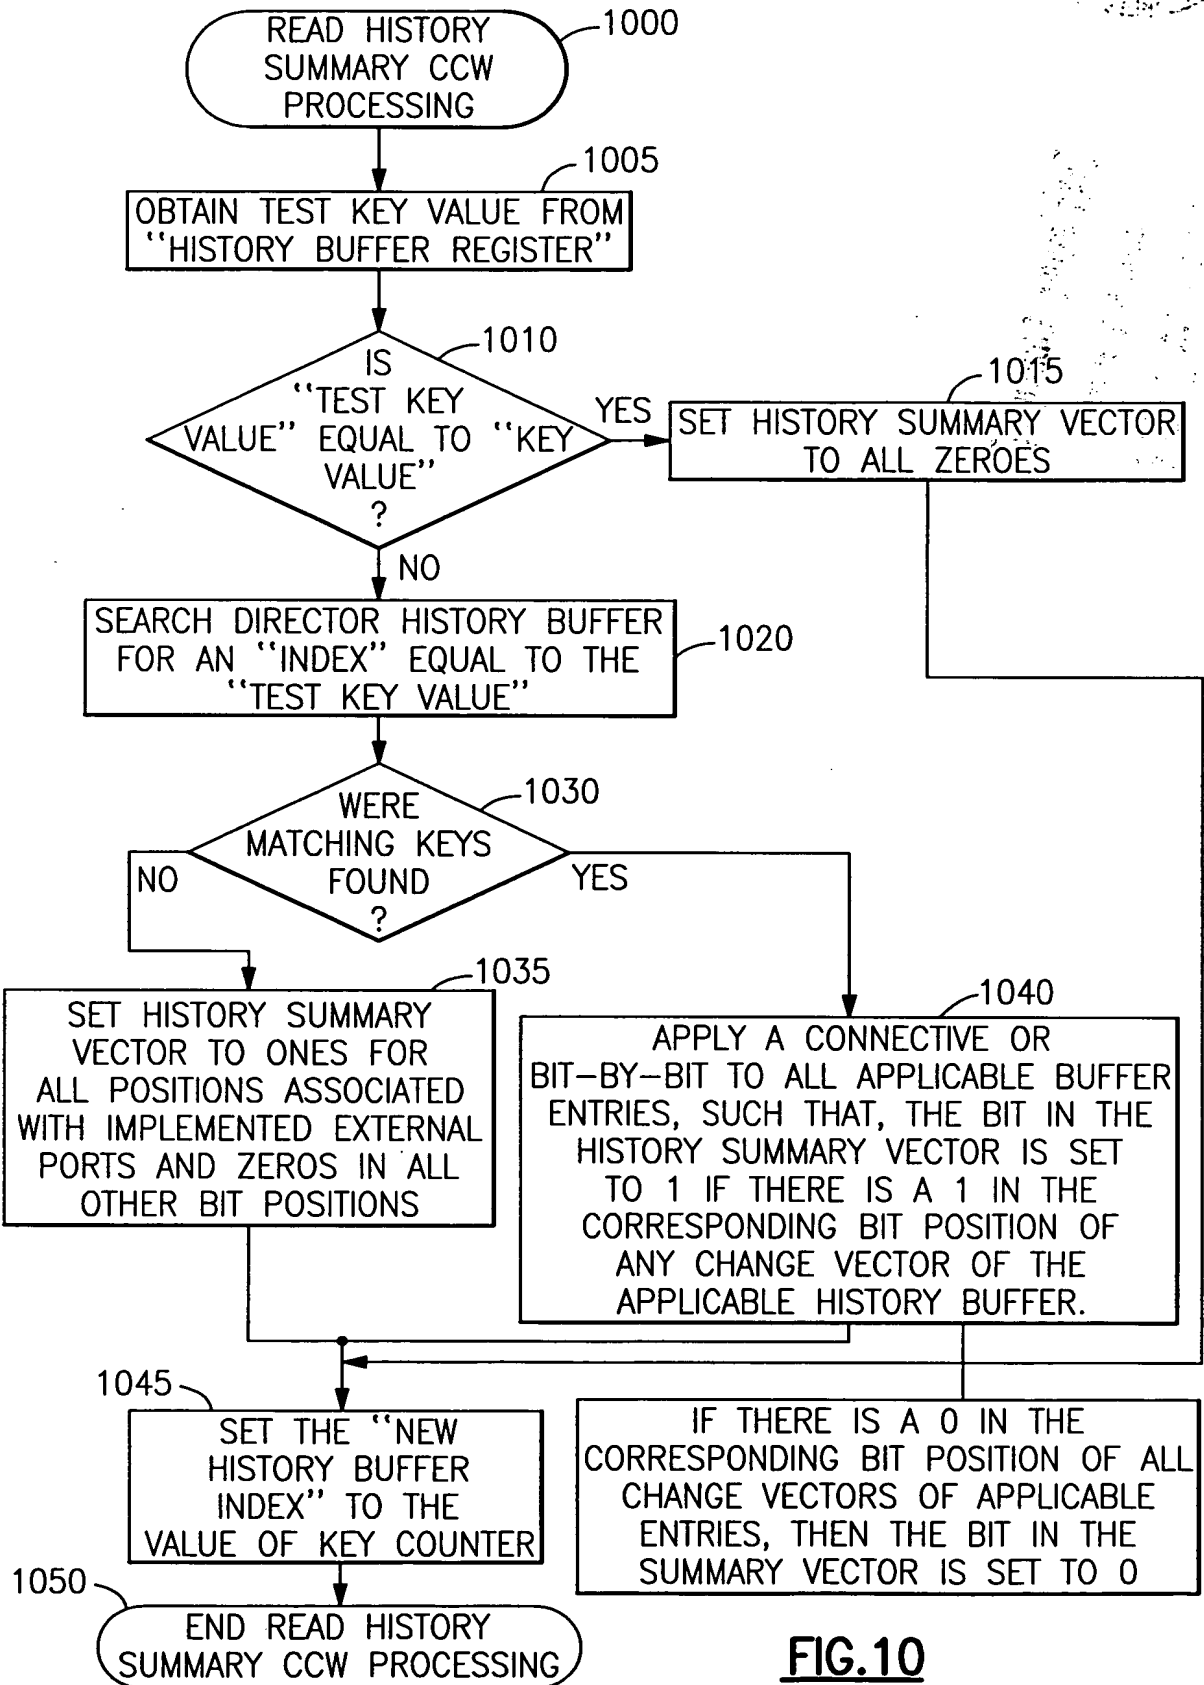 READ HISTORY
SUMMARY CCW
PROCESSING
1000
1005
OBTAIN TEST KEY VALUE FROM
"HISTORY BUFFER REGISTER"
1010
IS
"TEST KEY
VALUE" EQUAL TO "KEY
VALUE"
?
YES
1015
SET HISTORY SUMMARY VECTOR
TO ALL ZEROES
NO
SEARCH DIRECTOR HISTORY BUFFER
FOR AN "INDEX" EQUAL TO THE
"TEST KEY VALUE"
1020
1030
WERE
MATCHING KEYS
FOUND
?
NO
YES
1035
SET HISTORY SUMMARY
VECTOR TO ONES FOR
ALL POSITIONS ASSOCIATED
WITH IMPLEMENTED EXTERNAL
PORTS AND ZEROS IN ALL
OTHER BIT POSITIONS
1040
APPLY A CONNECTIVE OR
BIT-BY-BIT TO ALL APPLICABLE BUFFER
ENTRIES, SUCH THAT, THE BIT IN THE
HISTORY SUMMARY VECTOR IS SET
TO 1 IF THERE IS A 1 IN THE
CORRESPONDING BIT POSITION OF
ANY CHANGE VECTOR OF THE
APPLICABLE HISTORY BUFFER.
1045
SET THE "NEW
HISTORY BUFFER
INDEX" TO THE
VALUE OF KEY COUNTER
IF THERE IS A 0 IN THE
CORRESPONDING BIT POSITION OF ALL
CHANGE VECTORS OF APPLICABLE
ENTRIES, THEN THE BIT IN THE
SUMMARY VECTOR IS SET TO 0
1050
END READ HISTORY
SUMMARY CCW PROCESSING
FIG.10